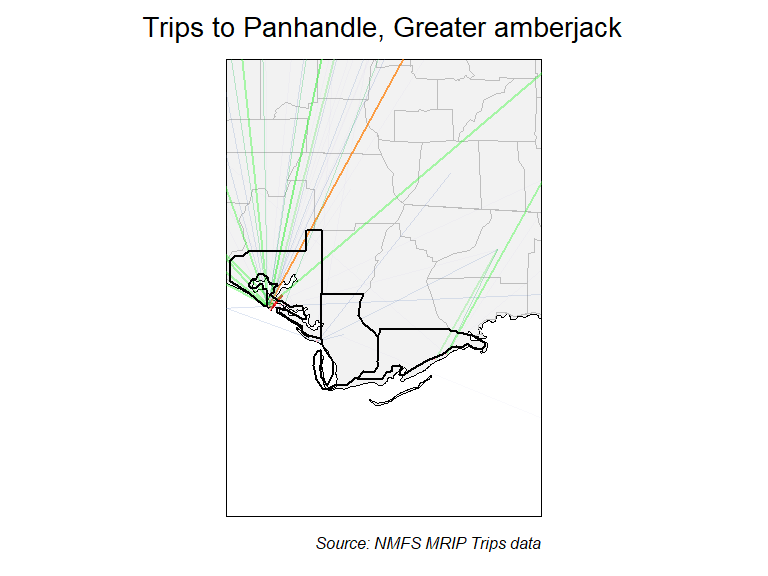 Trips to Panhandle, Greater amberjack
Source: NMFS MRIP Trips data